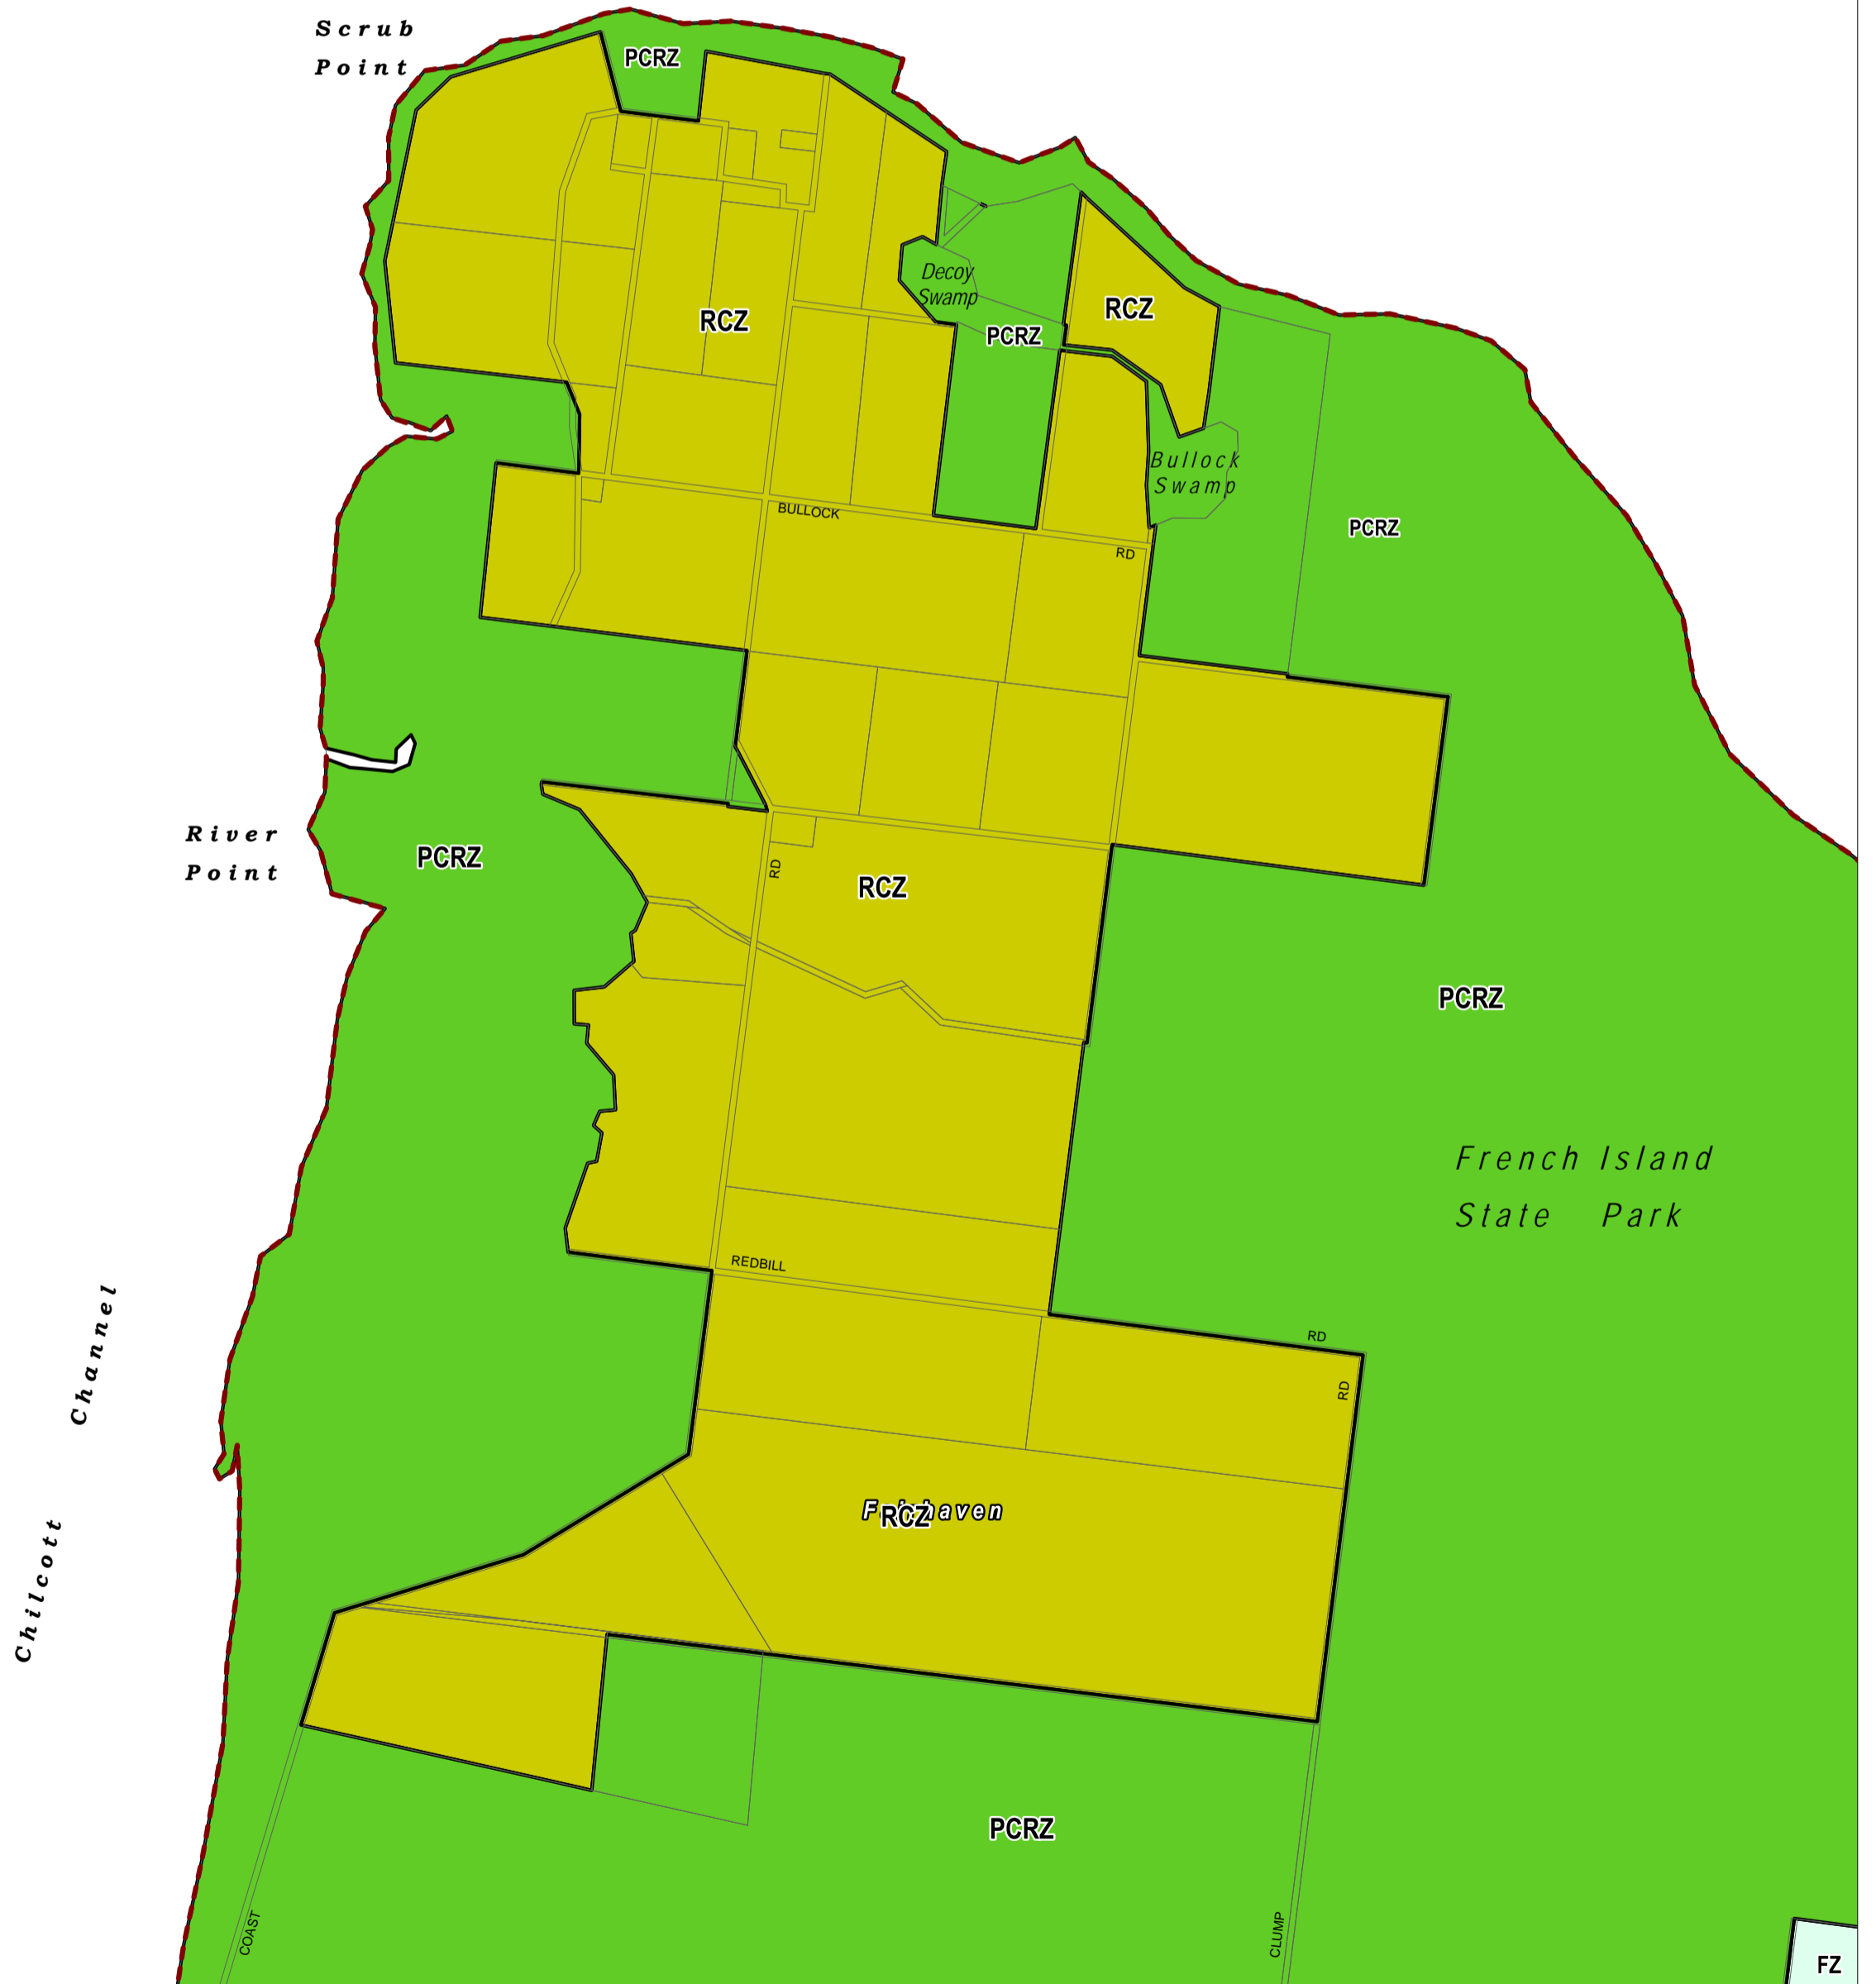 Scrub
Point
PCRZ
Decoy
Swamp
RCZ
RCZ
PCRZ
Bullock
Swamp
PCRZ
BULLOCK
RD
River
Point
PCRZ
RD
RCZ
PCRZ
French Island
State Park
REDBILL
RD
RD
Channel
Chilcott
RCZ
PCRZ
COAST
CLUMP
FZ